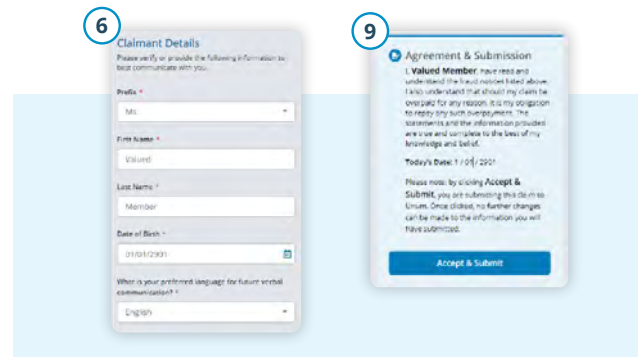 6
Claimant Details
Please verify or provide the following information to
best communicate with you.
Prefix *
Ms.
First Name *
Valued
Last Name *
Member
Date of Birth *
01/01/2901
What is your preferred language for future verbal
communication? *
English
9
Agreement & Submission
I, Valued Member, have read and
understand the fraud notices listed above.
I also understand that should my claim be
overpaid for any reason, it is my obligation
to repay any such overpayment. The
statements and the information provided
are true and complete to the best of my
knowledge and belief.
Today's Date: 1 / 01 / 2901
Please note: by clicking Accept &
Submit, you are submitting this claim to
Unum. Once clicked, no further changes
can be made to the information you will
have submitted.
Accept & Submit